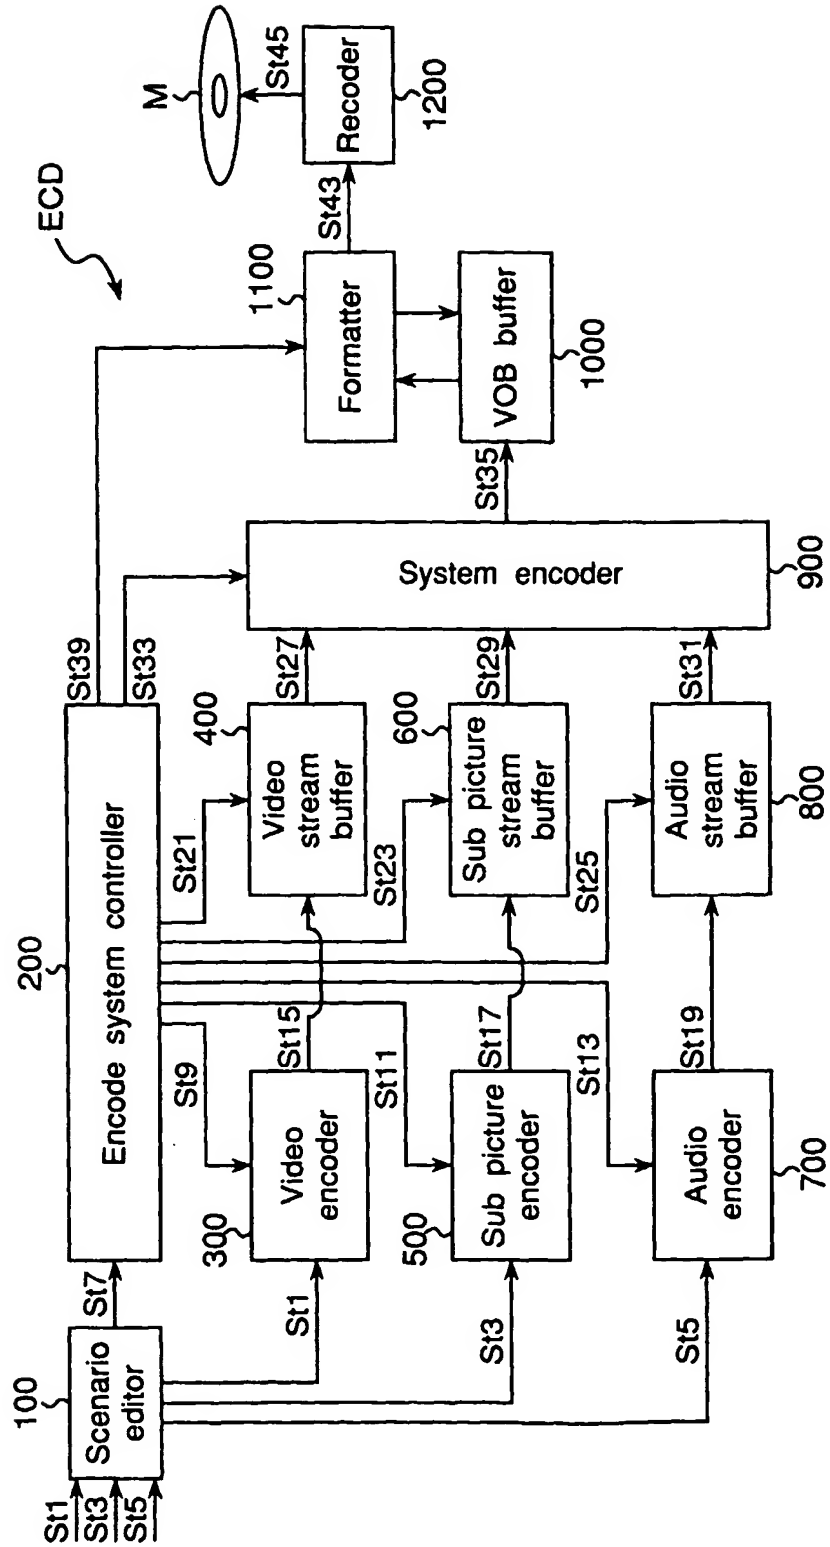 ECD
St1
St3
St5
100
Scenario
editor
St7
200
Encode system controller
St39
St33
St9
St21
St11
St23
St13
St25
St1
St3
St5
300
Video
encoder
St15
400
Video
stream
buffer
St27
500
Sub picture
encoder
St17
600
Sub picture
stream
buffer
St29
700
Audio
encoder
St19
800
Audio
stream
buffer
St31
System encoder
900
St35
VOB buffer
1000
1100
Formatter
St43
Recoder
1200
St45
M